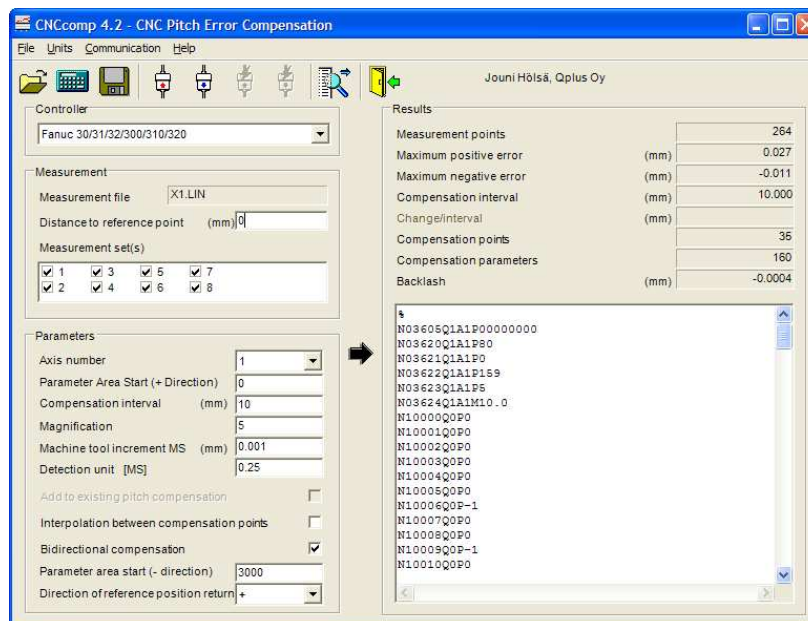 CNCcomp 4.2 - CNC Pitch Error Compensation
File Units Communication Help
Jouni Hölsä, Qplus Oy
Controller
Fanuc 30/31/32/300/310/320
Measurement
Measurement file X1.LIN
Distance to reference point (mm) 0
Measurement set(s)
1 3 5 7
2 4 6 8
Parameters
Axis number 1
Parameter Area Start (+ Direction) 0
Compensation interval (mm) 10
Magnification 5
Machine tool increment MS (mm) 0.001
Detection unit [MS] 0.25
Add to existing pitch compensation
Interpolation between compensation points
Bidirectional compensation
Parameter area start (- direction) 3000
Direction of reference position return +
Results
Measurement points 264
Maximum positive error (mm) 0.027
Maximum negative error (mm) -0.011
Compensation interval (mm) 10.000
Change/interval (mm)
Compensation points 35
Compensation parameters 160
Backlash (mm) -0.0004
%
N03605Q1A1P00000000
N03620Q1A1P80
N03621Q1A1P0
N03622Q1A1P159
N03623Q1A1P5
N03624Q1A1M10.0
N10000Q0P0
N10001Q0P0
N10002Q0P0
N10003Q0P0
N10004Q0P0
N10005Q0P0
N10006Q0P-1
N10007Q0P0
N10008Q0P0
N10009Q0P-1
N10010Q0P0